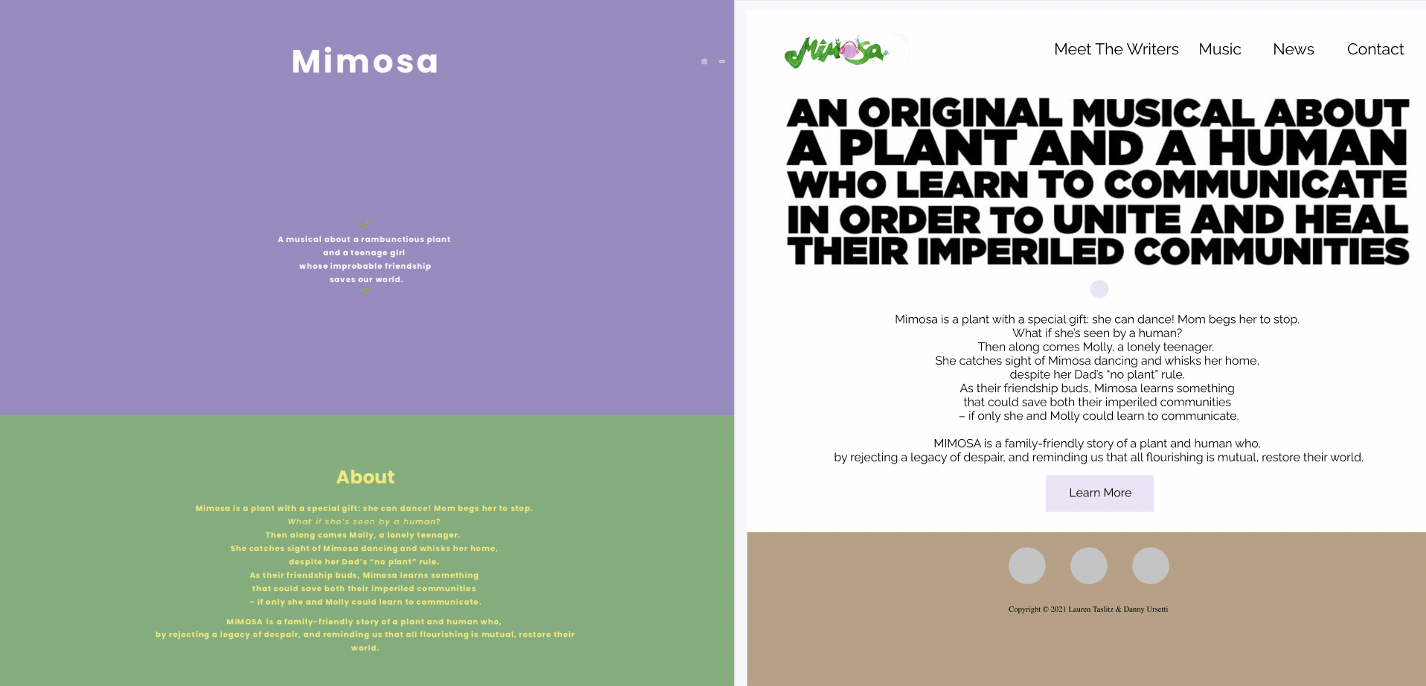 Mimosa
A musical about a rambunctious plant
and a teenage girl
whose improbable friendship
saves our world.
About
Mimosa is a plant with a special gift: she can dance! Mom begs her to stop.
What if she's seen by a human?
Then along comes Molly, a lonely teenager.
She catches sight of Mimosa dancing and whisks her home,
despite her Dad's "no plant" rule.
As their friendship buds, Mimosa learns something
that could save both their imperiled communities
– if only she and Molly could learn to communicate.
MIMOSA is a family-friendly story of a plant and human who,
by rejecting a legacy of despair, and reminding us that all flourishing is mutual, restore their
world.
Mimosa
Meet The Writers Music News Contact
AN ORIGINAL MUSICAL ABOUT
A PLANT AND A HUMAN
WHO LEARN TO COMMUNICATE
IN ORDER TO UNITE AND HEAL
THEIR IMPERILED COMMUNITIES
Mimosa is a plant with a special gift: she can dance! Mom begs her to stop.
What if she's seen by a human?
Then along comes Molly, a lonely teenager.
She catches sight of Mimosa dancing and whisks her home,
despite her Dad's "no plant" rule.
As their friendship buds, Mimosa learns something
that could save both their imperiled communities
– if only she and Molly could learn to communicate.
MIMOSA is a family-friendly story of a plant and human who,
by rejecting a legacy of despair, and reminding us that all flourishing is mutual, restore their world.
Learn More
Copyright © 2021 Lauren Taslitz & Danny Ursetti